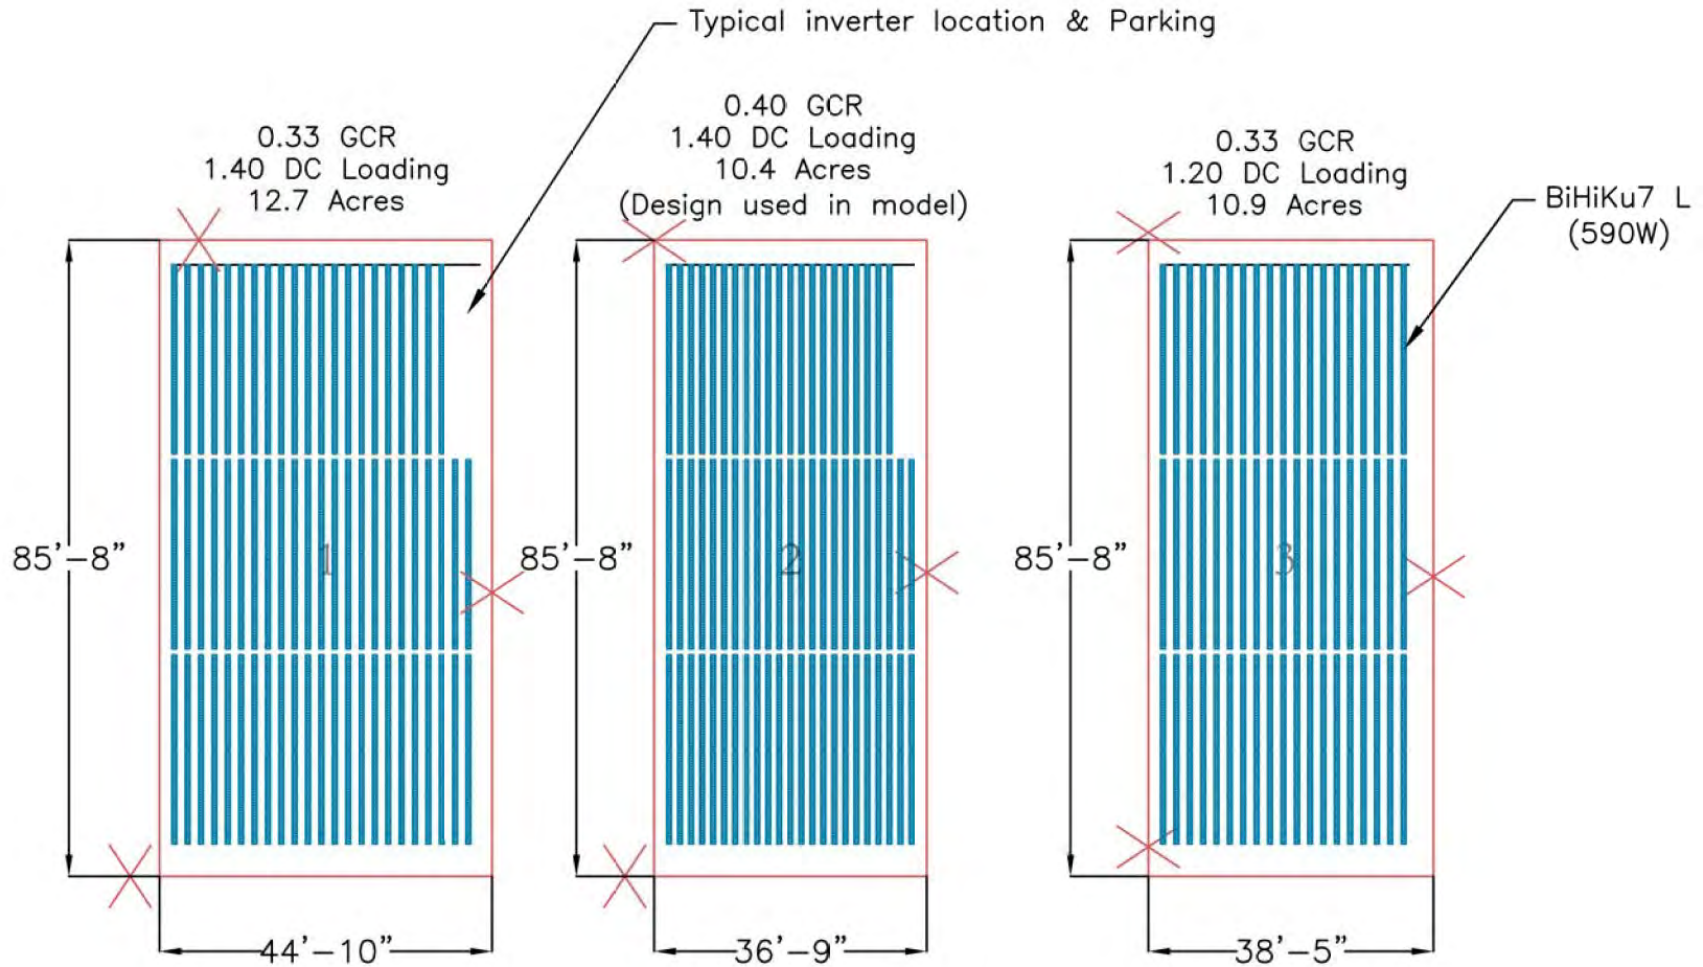 Typical inverter location & Parking
0.33 GCR
1.40 DC Loading
12.7 Acres
0.40 GCR
1.40 DC Loading
10.4 Acres
(Design used in model)
0.33 GCR
1.20 DC Loading
10.9 Acres
BiHiKu7 L
(590W)
85'-8"
1
85'-8"
2
85'-8"
3
44'-10"
36'-9"
38'-5"